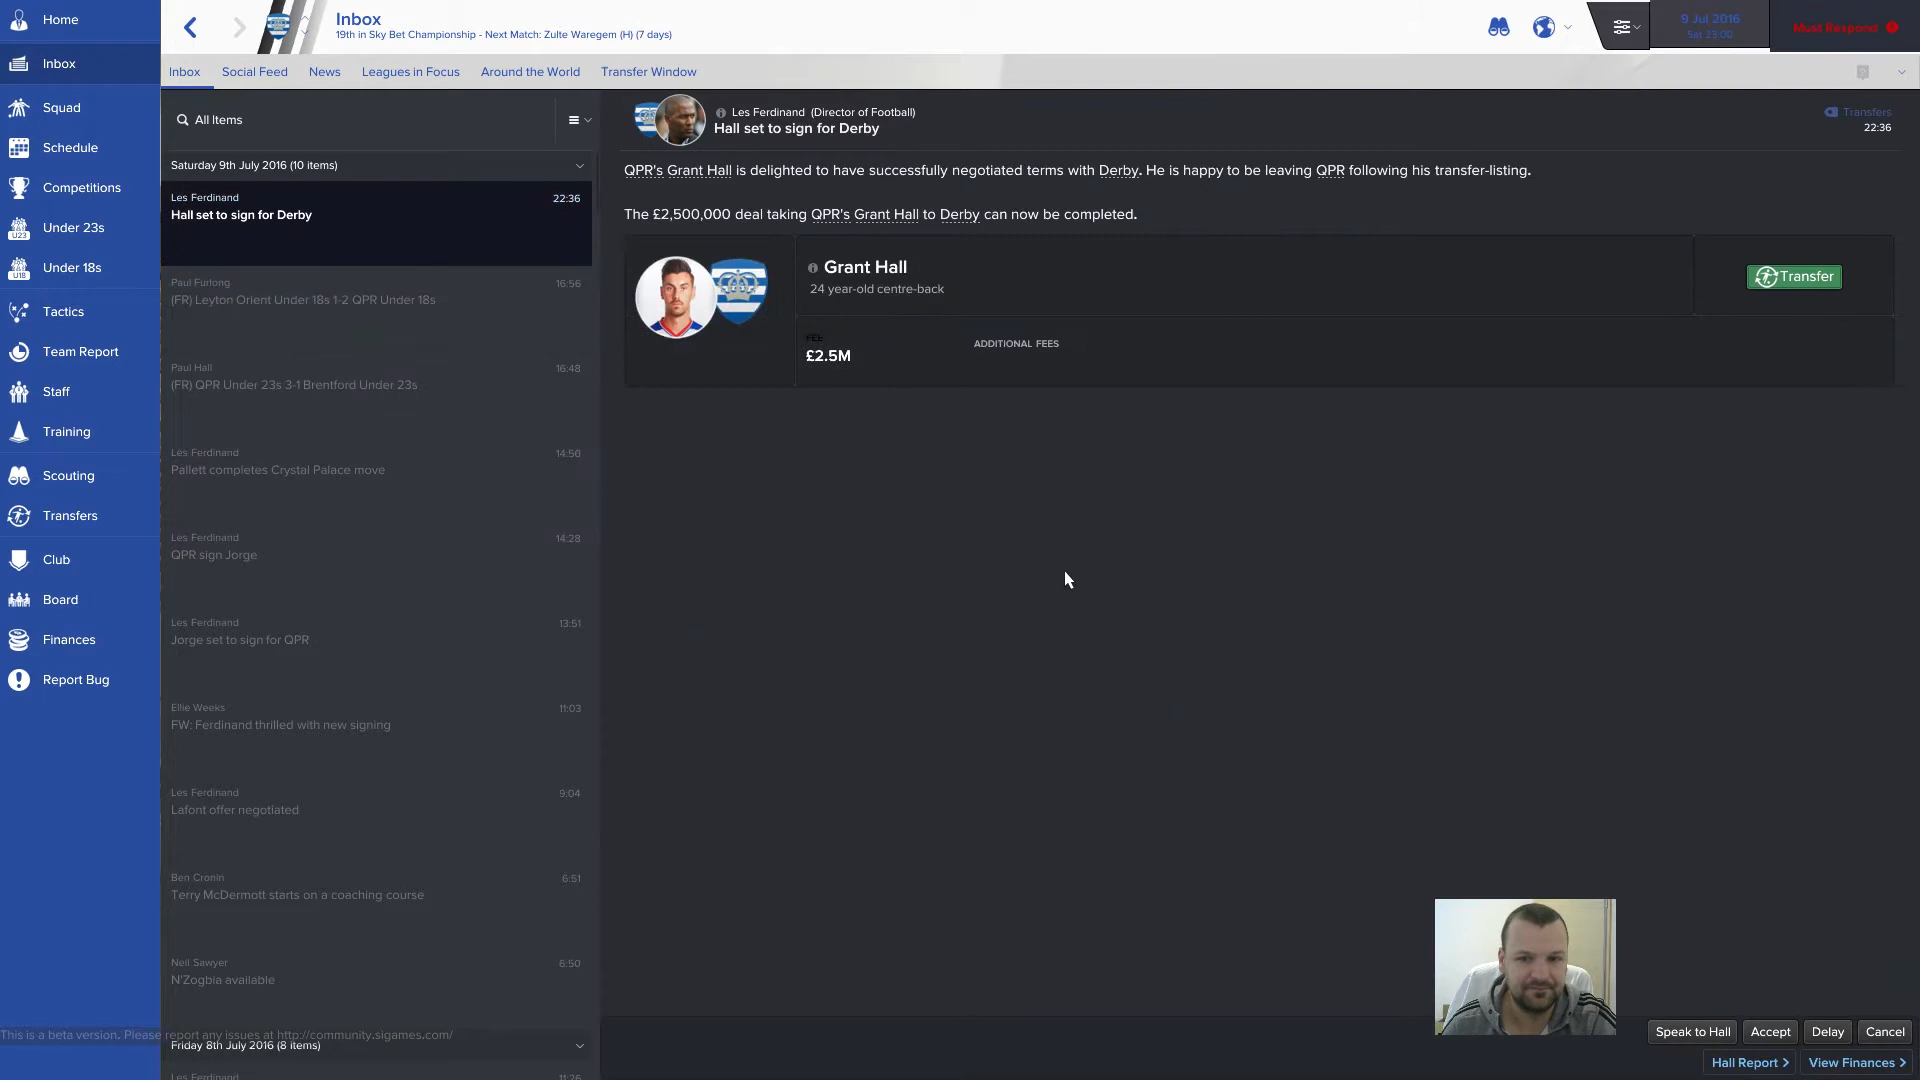 Home
Inbox
Squad
Schedule
Competitions
Under 23s
Under 18s
Tactics
Team Report
Staff
Training
Scouting
Transfers
Club
Board
Finances
Report Bug
Inbox
19th in Sky Bet Championship - Next Match: Zulte Waregem (H) (7 days)
9 Jul 2016
Sat 23:00
Must Respond
Inbox Social Feed News Leagues in Focus Around the World Transfer Window
All Items
Saturday 9th July 2016 (10 items)
Les Ferdinand 22:36
Hall set to sign for Derby
Paul Furlong 16:56
(FR) Leyton Orient Under 18s 1-2 QPR Under 18s
Paul Hall 16:48
(FR) QPR Under 23s 3-1 Brentford Under 23s
Les Ferdinand 14:56
Pallett completes Crystal Palace move
Les Ferdinand 14:28
QPR sign Jorge
Les Ferdinand 13:51
Jorge set to sign for QPR
Ellie Weeks 11:03
FW: Ferdinand thrilled with new signing
Les Ferdinand 9:04
Lafont offer negotiated
Ben Cronin 6:51
Terry McDermott starts on a coaching course
Neil Sawyer 6:50
N'Zogbia available
This is a beta version. Please report any issues at http://community.sigames.com/
Friday 8th July 2016 (8 items)
Les Ferdinand 11:26
Les Ferdinand (Director of Football)
Hall set to sign for Derby
Transfers
22:36
QPR's Grant Hall is delighted to have successfully negotiated terms with Derby. He is happy to be leaving QPR following his transfer-listing.
The £2,500,000 deal taking QPR's Grant Hall to Derby can now be completed.
Grant Hall
24 year-old centre-back
Transfer
FEE
£2.5M
ADDITIONAL FEES
Speak to Hall Accept Delay Cancel
Hall Report View Finances